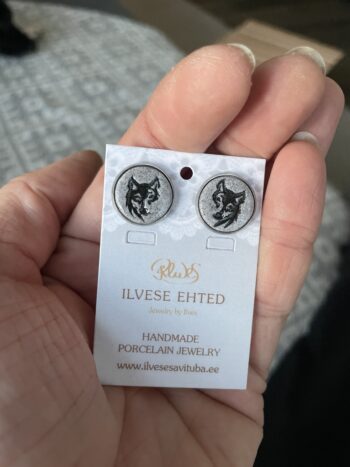 ILVESE EHTED
Jewelry by Ilves
HANDMADE
PORCELAIN JEWELRY
www.ilvesesavituba.ee